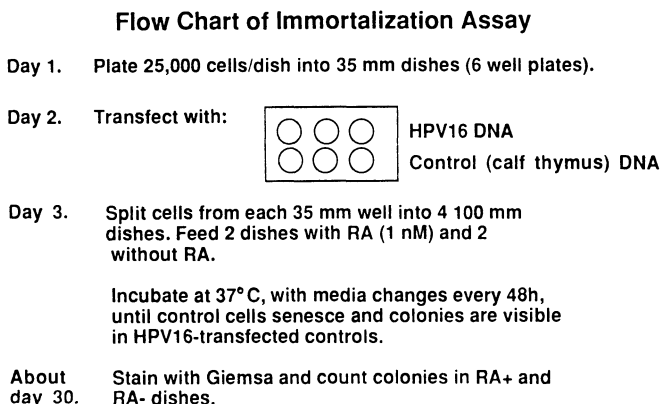 Flow Chart of Immortalization Assay
Day 1. Plate 25,000 cells/dish into 35 mm dishes (6 well plates).
Day 2. Transfect with:
HPV16 DNA
Control (calf thymus) DNA
Day 3. Split cells from each 35 mm well into 4 100 mm
dishes. Feed 2 dishes with RA (1 nM) and 2
without RA.
Incubate at 37°C, with media changes every 48h,
until control cells senesce and colonies are visible
in HPV16-transfected controls.
About Stain with Giemsa and count colonies in RA+ and
day 30. RA- dishes.